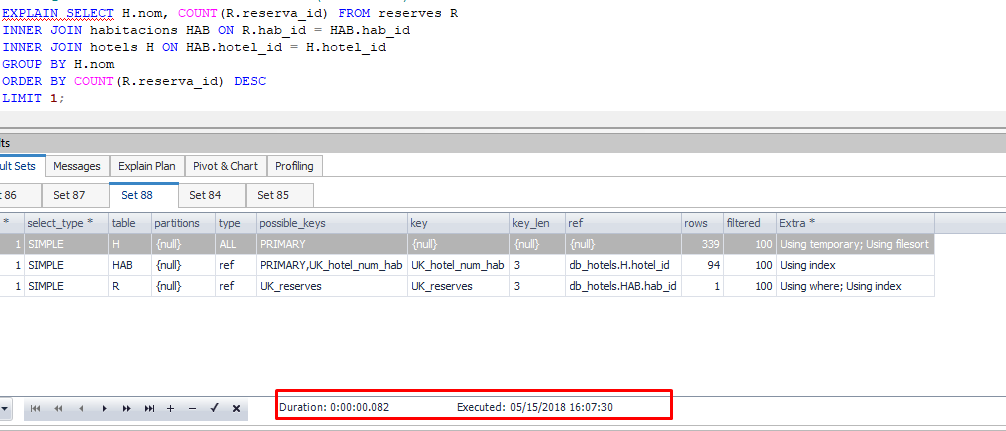 EXPLAIN SELECT H.nom, COUNT(R.reserva_id) FROM reserves R
INNER JOIN habitacions HAB ON R.hab_id = HAB.hab_id
INNER JOIN hotels H ON HAB.hotel_id = H.hotel_id
GROUP BY H.nom
ORDER BY COUNT(R.reserva_id) DESC
LIMIT 1;
lts
ult Sets Messages Explain Plan Pivot & Chart Profiling
t 86 Set 87 Set 88 Set 84 Set 85
* select_type * table partitions type possible_keys key key_len ref rows filtered Extra *
1 SIMPLE H {null} ALL PRIMARY {null} {null} {null} 339 100 Using temporary; Using filesort
1 SIMPLE HAB {null} ref PRIMARY,UK_hotel_num_hab UK_hotel_num_hab 3 db_hotels.H.hotel_id 94 100 Using index
1 SIMPLE R {null} ref UK_reserves UK_reserves 3 db_hotels.HAB.hab_id 1 100 Using where; Using index
Duration: 0:00:00.082 Executed: 05/15/2018 16:07:30